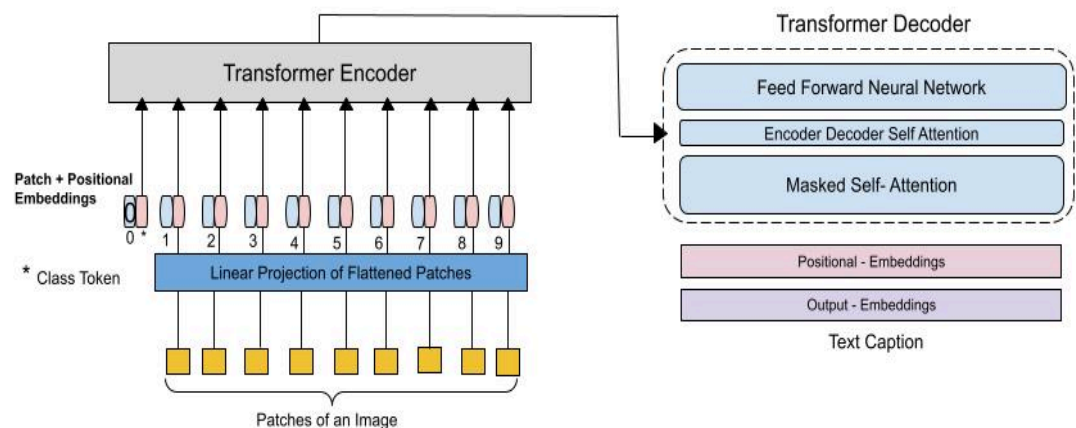 Transformer Encoder
Patch + Positional
Embeddings
0 * 1 2 3 4 5 6 7 8 9
* Class Token
Linear Projection of Flattened Patches
Patches of an Image
Transformer Decoder
Feed Forward Neural Network
Encoder Decoder Self Attention
Masked Self- Attention
Positional - Embeddings
Output - Embeddings
Text Caption